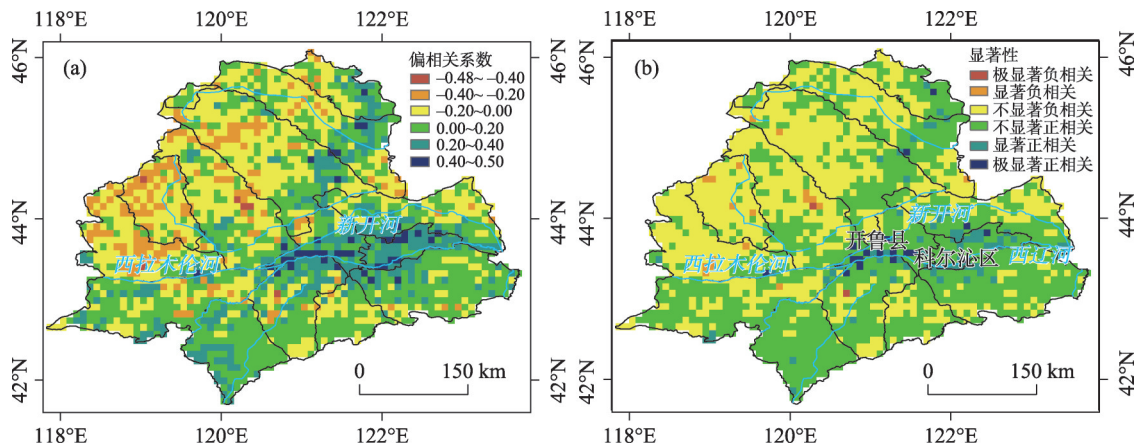 118°E 120°E 122°E
46°N
44°N
42°N
(a)
偏相关系数
−0.48~ −0.40
−0.40~ −0.20
−0.20~0.00
0.00~0.20
0.20~0.40
0.40~0.50
新开河
西拉木伦河
0 150 km
118°E 120°E 122°E
118°E 120°E 122°E
(b)
显著性
极显著负相关
显著负相关
不显著负相关
不显著正相关
显著正相关
极显著正相关
新开河
开鲁县
科尔沁区
西辽河
西拉木伦河
0 150 km
46°N
44°N
42°N
118°E 120°E 122°E